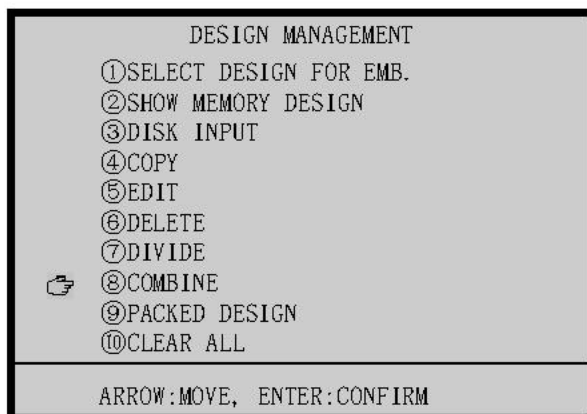 DESIGN MANAGEMENT
①SELECT DESIGN FOR EMB.
②SHOW MEMORY DESIGN
③DISK INPUT
④COPY
⑤EDIT
⑥DELETE
⑦DIVIDE
⑧COMBINE
⑨PACKED DESIGN
⑩CLEAR ALL
ARROW:MOVE, ENTER:CONFIRM